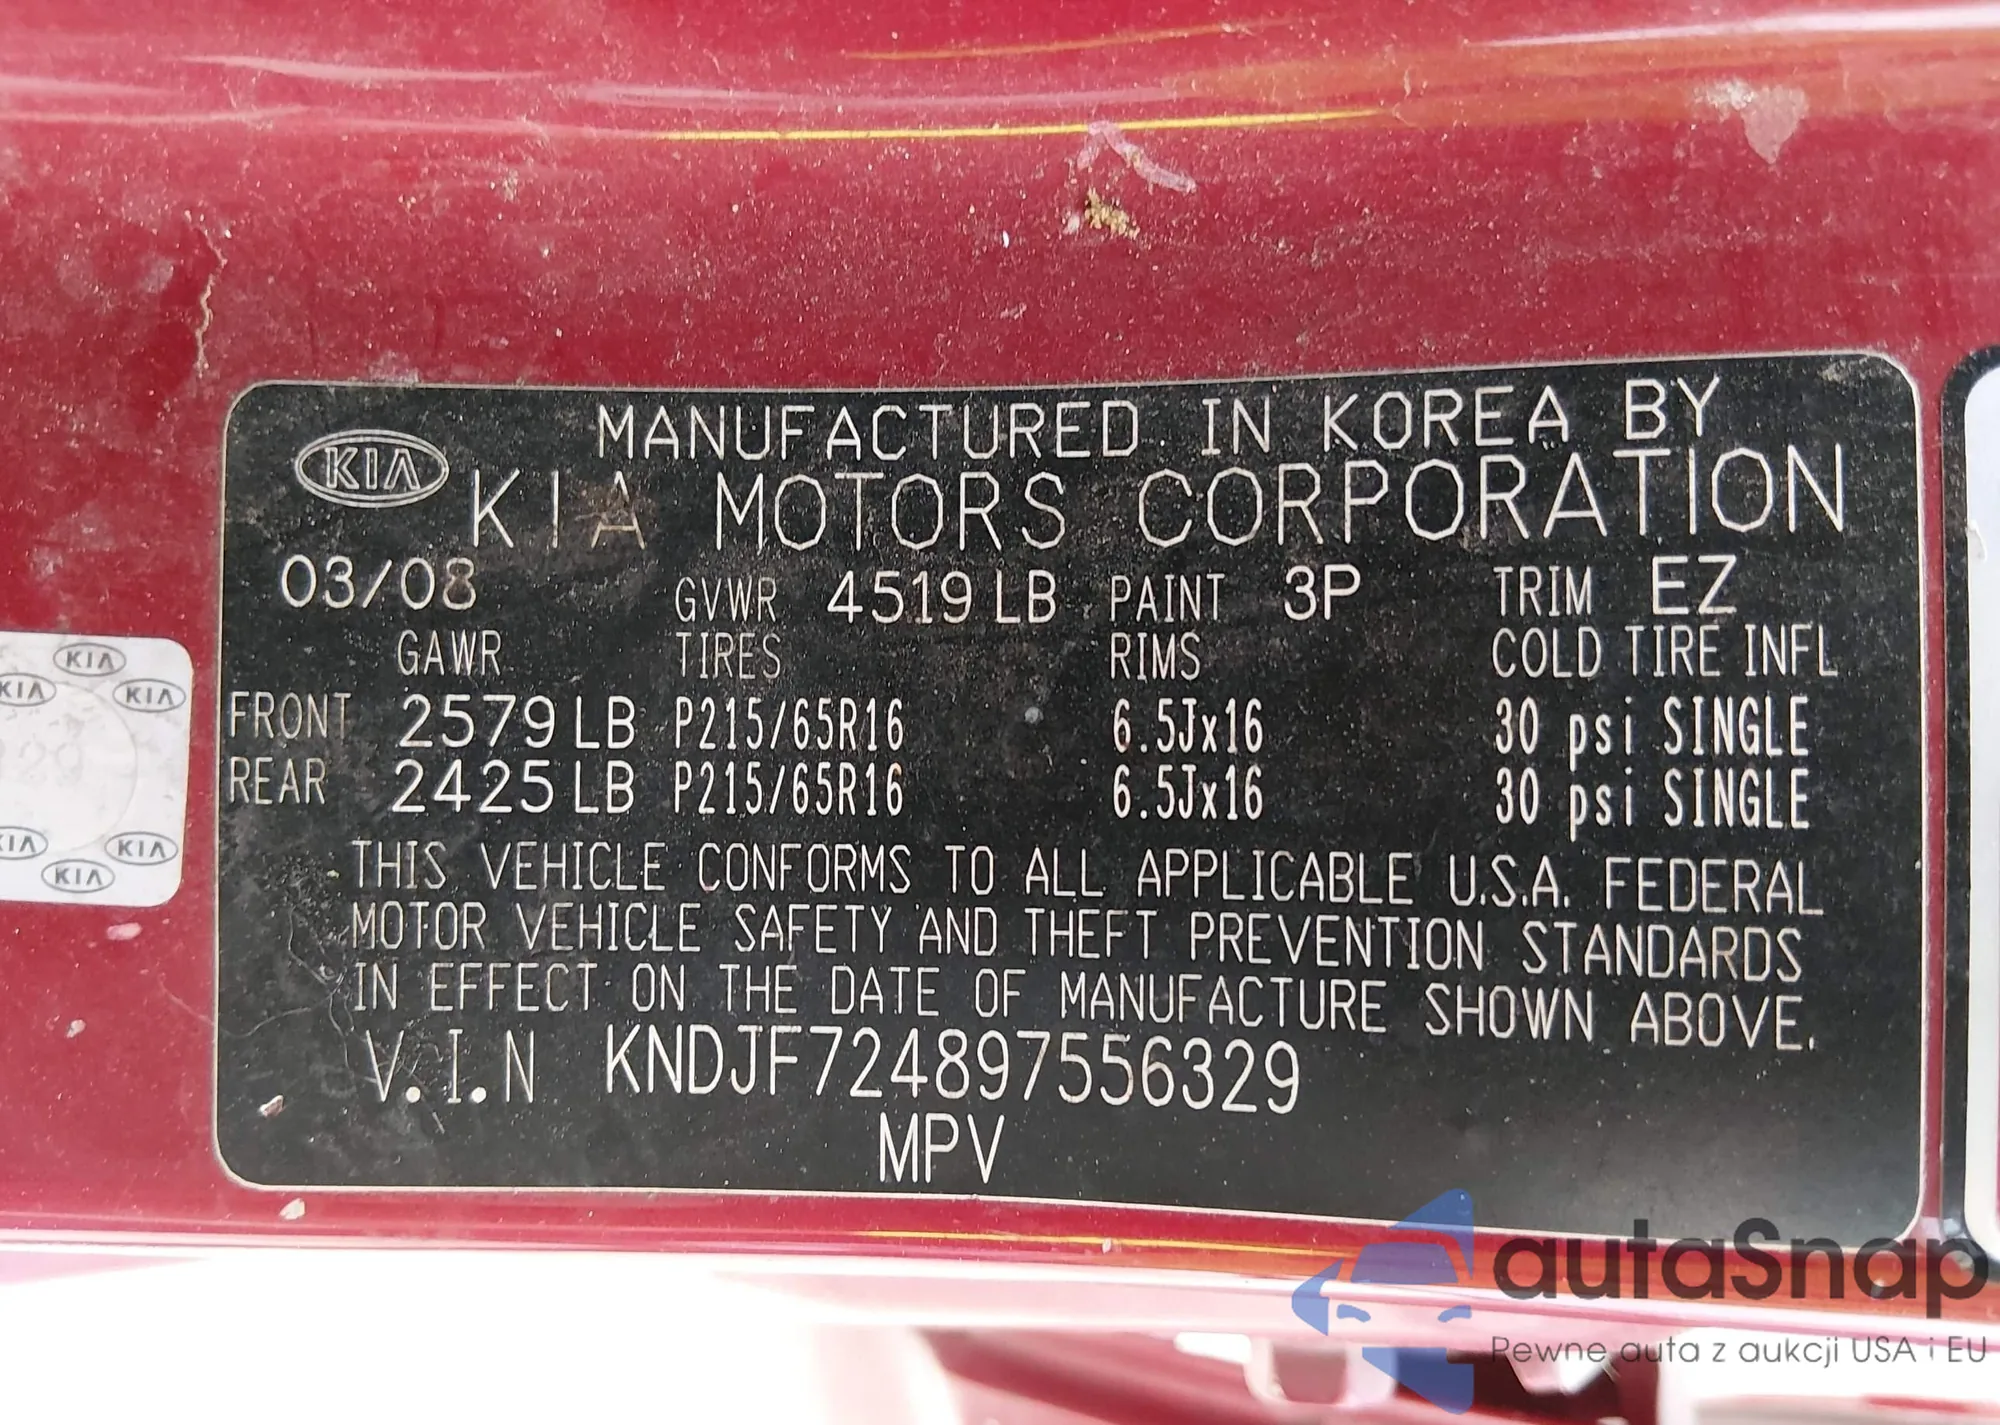 MANUFACTURED IN KOREA BY
KIA KIA MOTORS CORPORATION
03/08 GVWR 4519 LB PAINT 3P TRIM EZ
GAWR TIRES RIMS COLD TIRE INFL
FRONT 2579 LB P215/65R16 6.5Jx16 30 psi SINGLE
REAR 2425 LB P215/65R16 6.5Jx16 30 psi SINGLE
THIS VEHICLE CONFORMS TO ALL APPLICABLE U.S.A. FEDERAL
MOTOR VEHICLE SAFETY AND THEFT PREVENTION STANDARDS
IN EFFECT ON THE DATE OF MANUFACTURE SHOWN ABOVE.
V.I.N KNDJF724897556329
MPV
KIA
KIA KIA
KIA KIA
KIA
autaSnap
Pewne auta z aukcji USA i EU